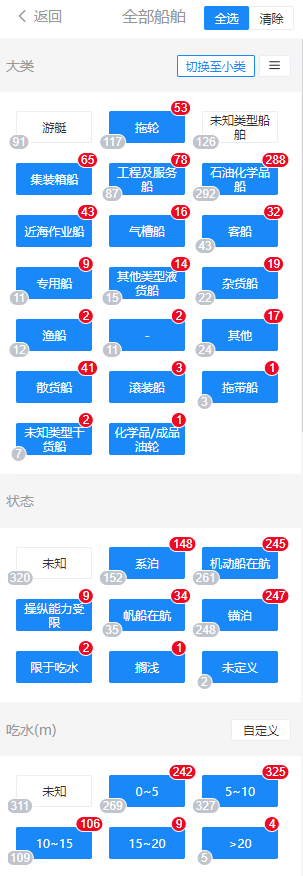 返回 全部船舶 全选 清除
大类 切换至小类
53
游艇 拖轮 未知类型船
舶
91 117 126
65 78 288
集装箱船 工程及服务
船 石油化学品
船
87 292
43 16 32
近海作业船 气槽船 客船
43
9 14 19
专用船 其他类型液
货船 杂货船
11 15 22
2 2 17
渔船 - 其他
12 11 24
41 3 1
散货船 滚装船 拖带船
3
2 1
未知类型干
货船 化学品/成品
油轮
7
状态
148 245
未知 系泊 机动船在航
320 152 261
9 34 247
操纵能力受
限 帆船在航 锚泊
35 248
2 1
限于吃水 搁浅 未定义
2
吃水(m) 自定义
242 325
未知 0~5 5~10
311 269 327
106 9 4
10~15 15~20 >20
109 5